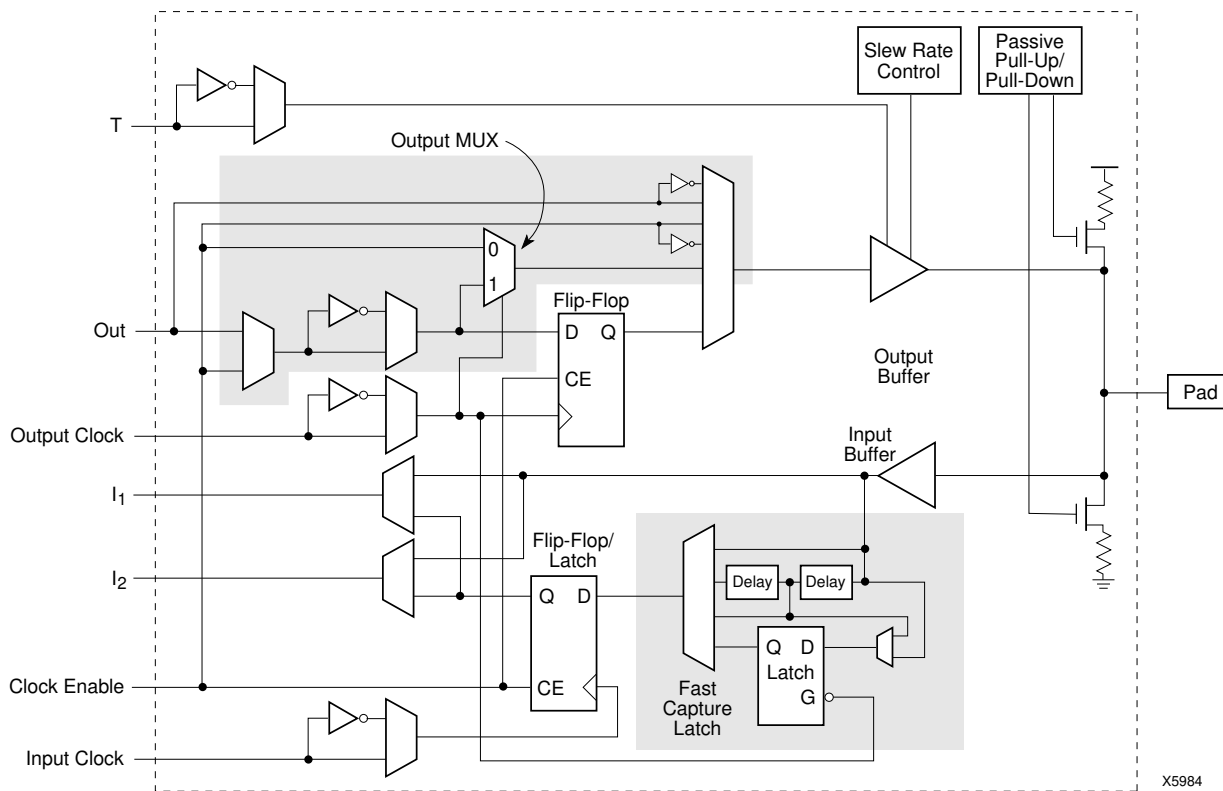 Slew Rate
Control
Passive
Pull-Up/
Pull-Down
T
Output MUX
0
1
Flip-Flop
D
Q
CE
Out
Output
Buffer
Pad
Output Clock
Input
Buffer
I1
Flip-Flop/
Latch
I2
Delay
Delay
Q
D
Q
D
Latch
G
Clock Enable
CE
Fast
Capture
Latch
Input Clock
X5984